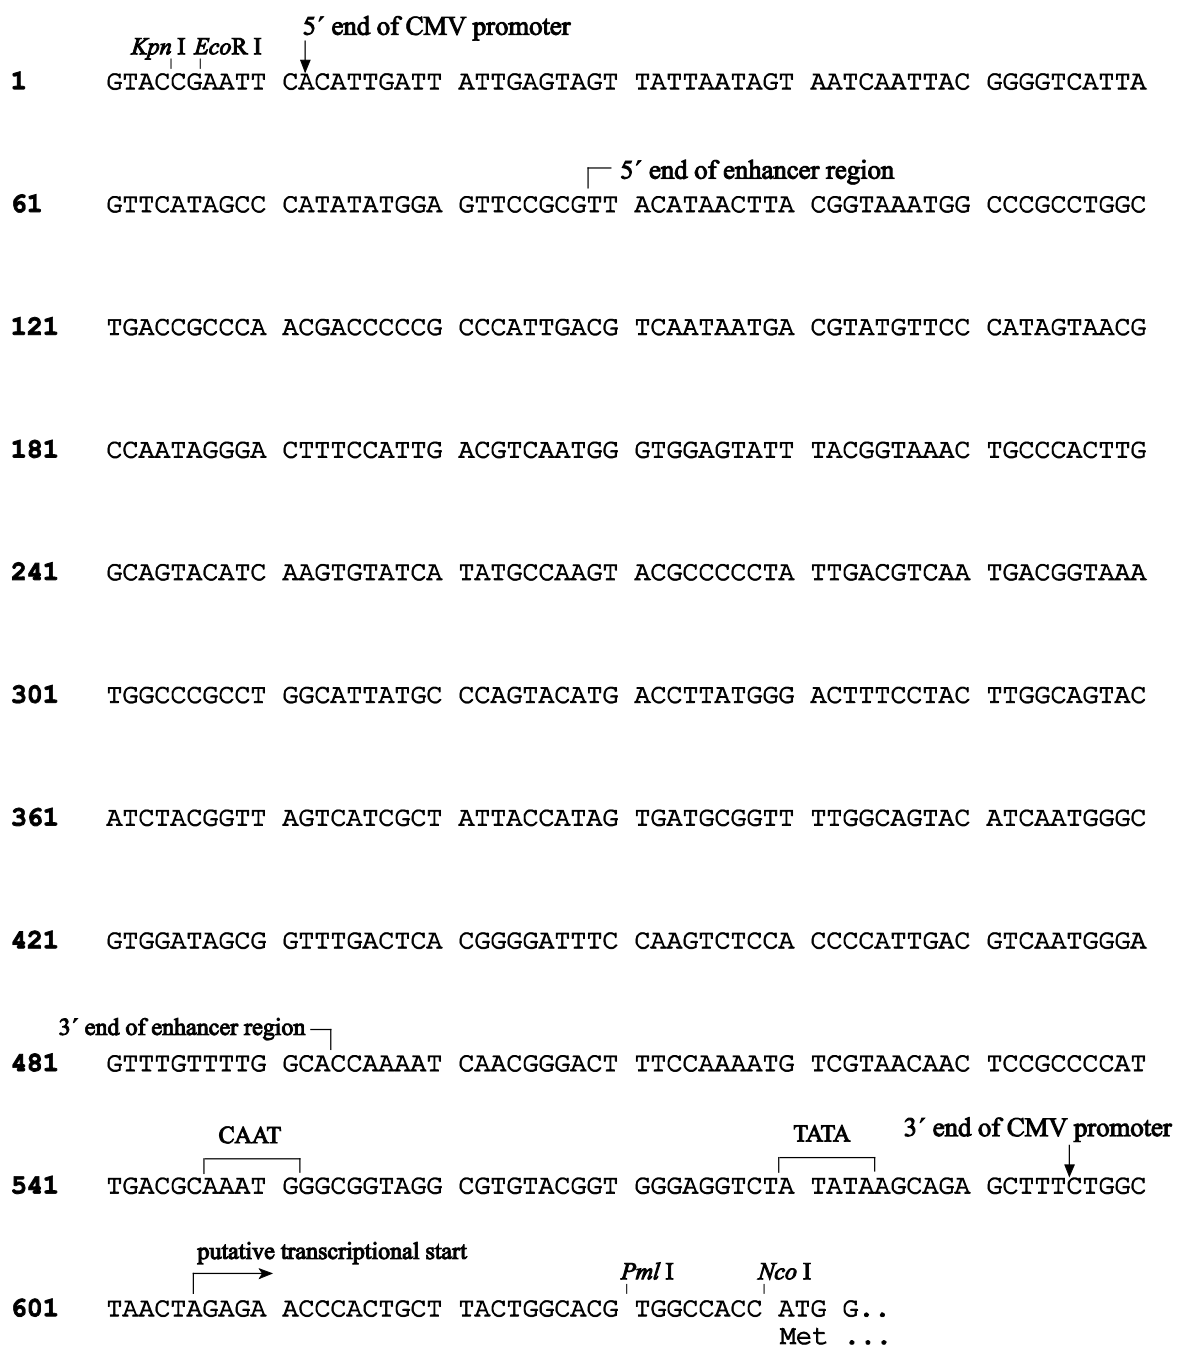 5´ end of CMV promoter
Kpn I EcoR I
1 GTACCGAATT CACATTGATT ATTGAGTAGT TATTAATAGT AATCAATTAC GGGGTCATTA
5´ end of enhancer region
61 GTTCATAGCC CATATATGGA GTTCCGCGTT ACATAACTTA CGGTAAATGG CCCGCCTGGC
121 TGACCGCCCA ACGACCCCCG CCCATTGACG TCAATAATGA CGTATGTTCC CATAGTAACG
181 CCAATAGGGA CTTTCCATTG ACGTCAATGG GTGGAGTATT TACGGTAAAC TGCCCACTTG
241 GCAGTACATC AAGTGTATCA TATGCCAAGT ACGCCCCCTA TTGACGTCAA TGACGGTAAA
301 TGGCCCGCCT GGCATTATGC CCAGTACATG ACCTTATGGG ACTTTCCTAC TTGGCAGTAC
361 ATCTACGGTT AGTCATCGCT ATTACCATAG TGATGCGGTT TTGGCAGTAC ATCAATGGGC
421 GTGGATAGCG GTTTGACTCA CGGGGATTTC CAAGTCTCCA CCCCATTGAC GTCAATGGGA
3´ end of enhancer region
481 GTTTGTTTTG GCACCAAAAT CAACGGGACT TTCCAAAATG TCGTAACAAC TCCGCCCCAT
CAAT TATA 3´ end of CMV promoter
541 TGACGCAAAT GGGCGGTAGG CGTGTACGGT GGGAGGTCTA TATAAGCAGA GCTTTCTGGC
putative transcriptional start
Pml I Nco I
601 TAACTAGAGA ACCCACTGCT TACTGGCACG TGGCCACC ATG G..
Met ...